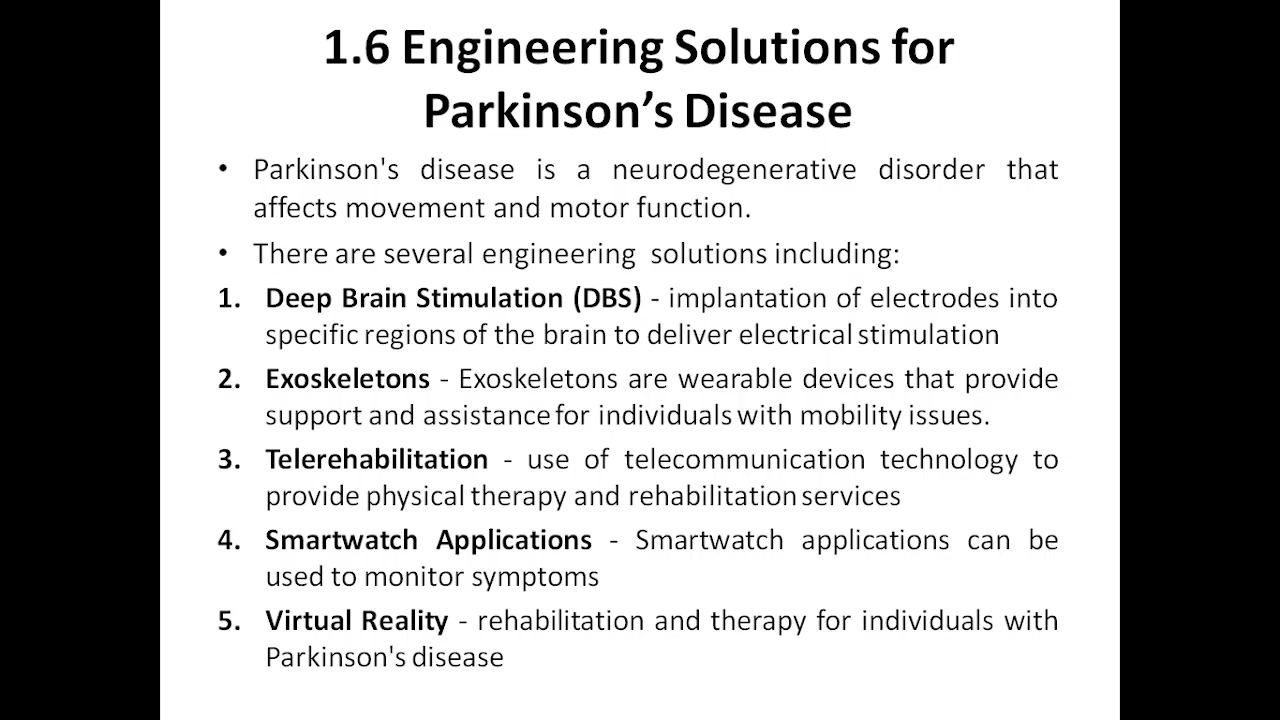 1.6 Engineering Solutions for
Parkinson’s Disease
• Parkinson's disease is a neurodegenerative disorder that
affects movement and motor function.
• There are several engineering solutions including:
1. Deep Brain Stimulation (DBS) - implantation of electrodes into
specific regions of the brain to deliver electrical stimulation
2. Exoskeletons - Exoskeletons are wearable devices that provide
support and assistance for individuals with mobility issues.
3. Telerehabilitation - use of telecommunication technology to
provide physical therapy and rehabilitation services
4. Smartwatch Applications - Smartwatch applications can be
used to monitor symptoms
5. Virtual Reality - rehabilitation and therapy for individuals with
Parkinson's disease